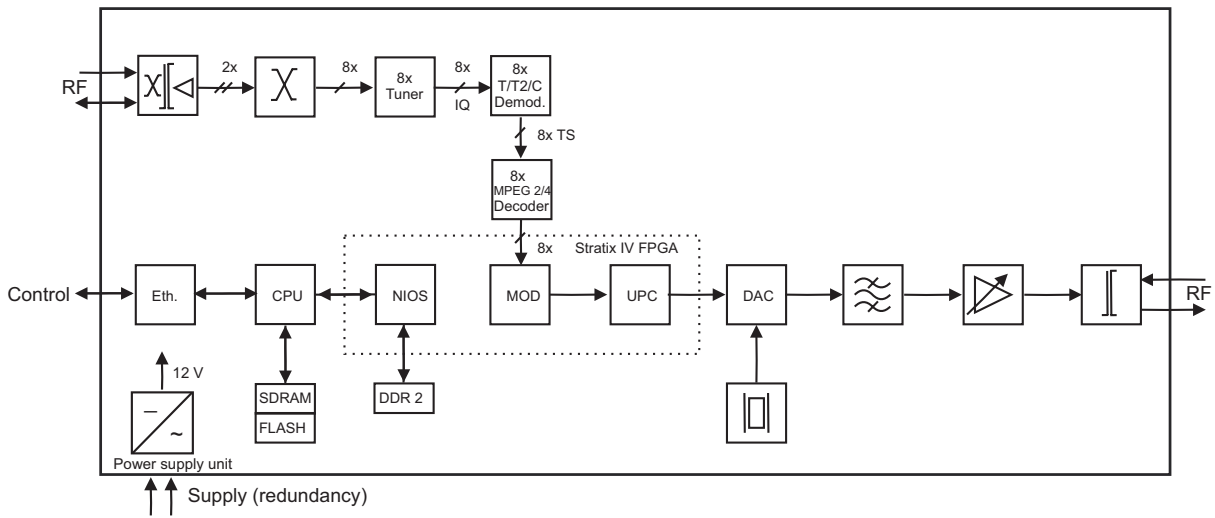 RF
2x
8x
8x
Tuner
8x
IQ
8x
T/T2/C
Demod.
8x TS
8x
MPEG 2/4
Decoder
8x
Stratix IV FPGA
Control
Eth.
CPU
NIOS
MOD
UPC
DAC
RF
12 V
SDRAM
FLASH
DDR 2
Power supply unit
Supply (redundancy)